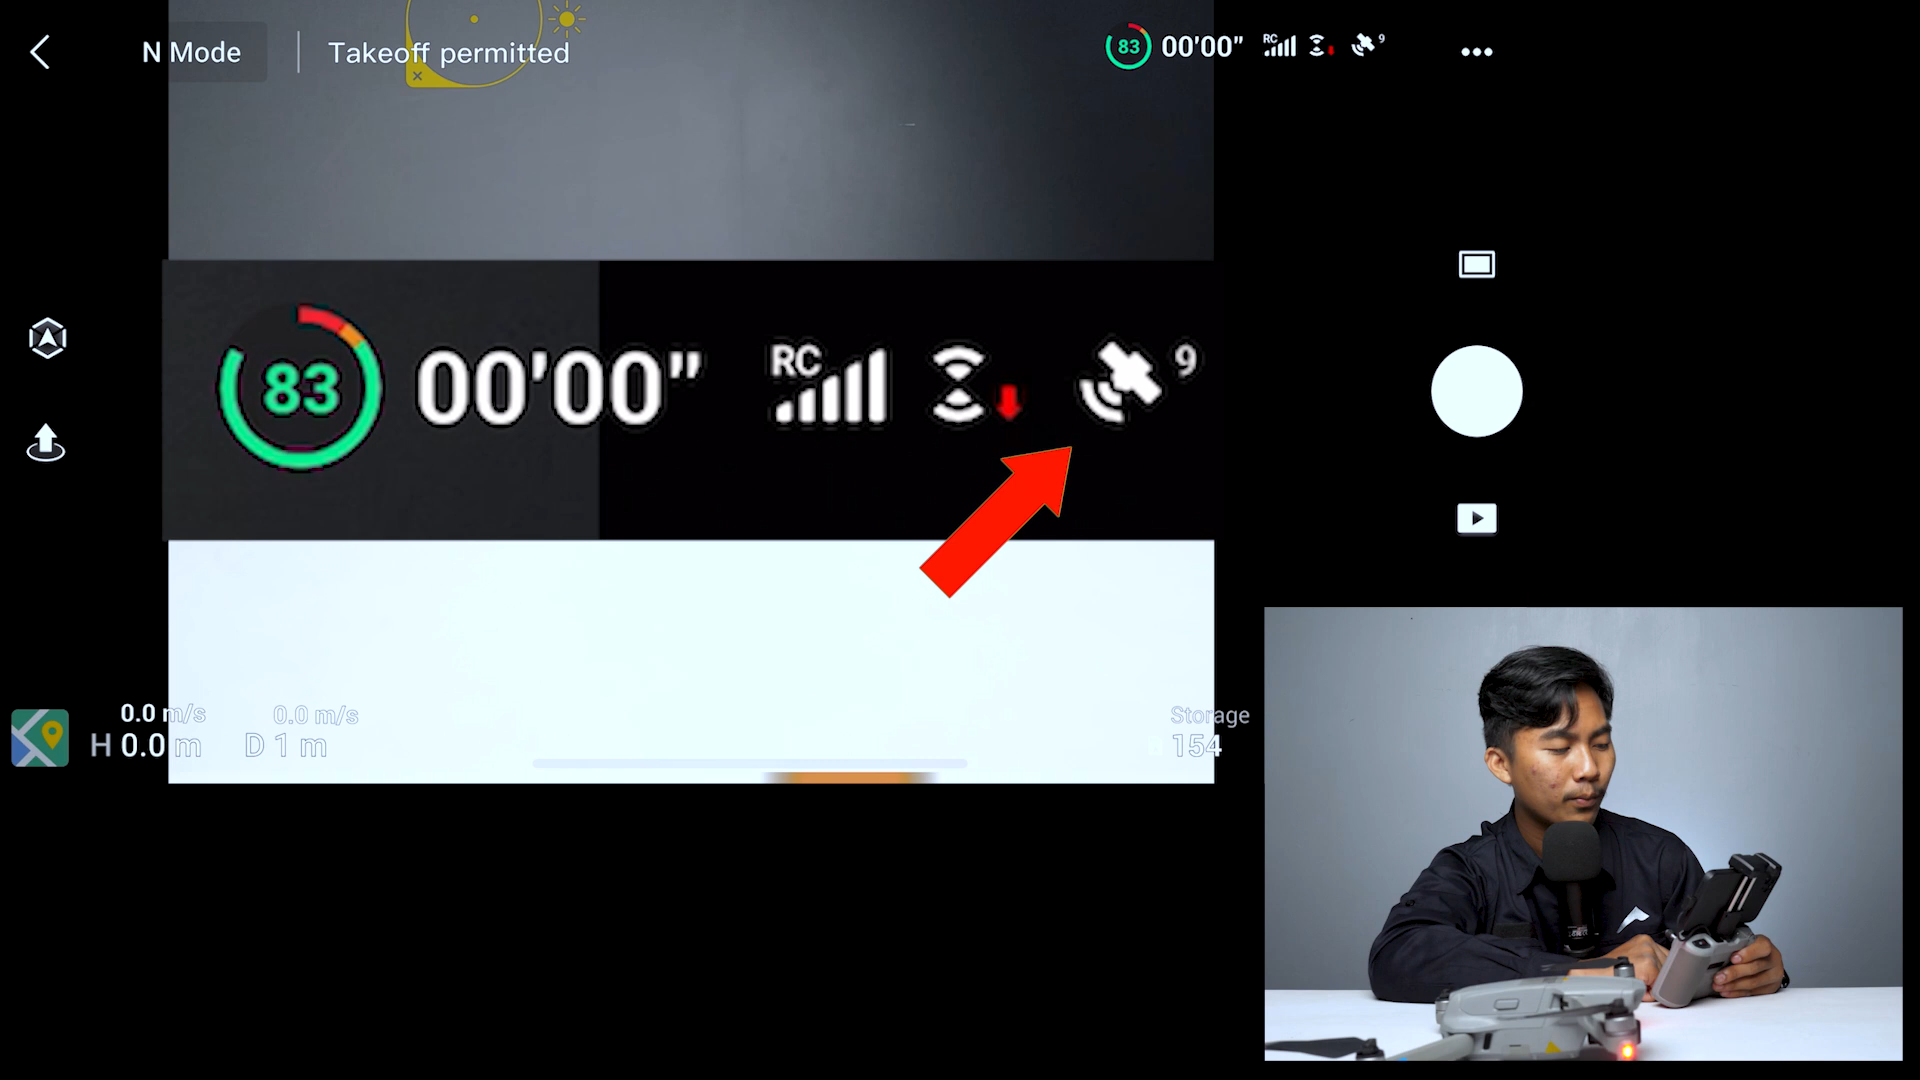 N Mode
Takeoff permitted
83
00'00"
RC
9
83
00'00"
RC
9
0.0 m/s
0.0 m/s
H 0.0 m
D 1 m
Storage
154